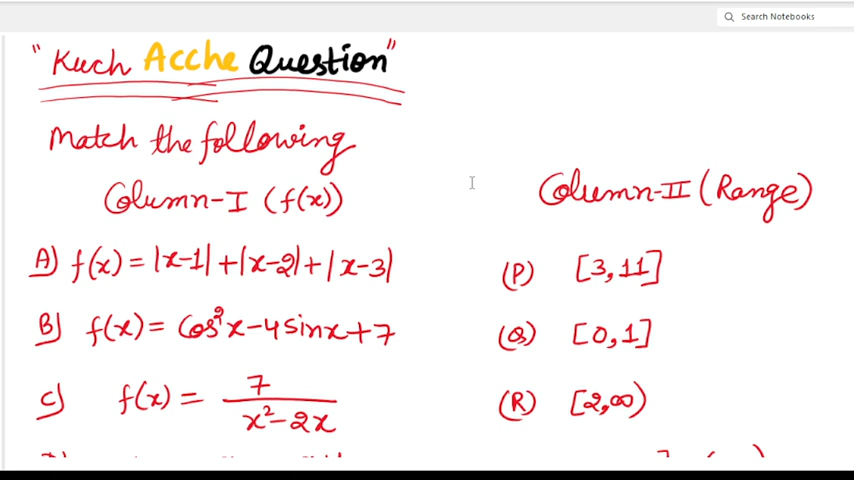 Search Notebooks
"Kuch Acche Question"
Match the following
Column-I (f(x))
Column-II (Range)
A) f(x) = |x-1| + |x-2| + |x-3|
(P) [3, 11]
B) f(x) = Cos²x - 4sinx + 7
(Q) [0, 1]
C) f(x) = 7 / x² - 2x
(R) [2, ∞)